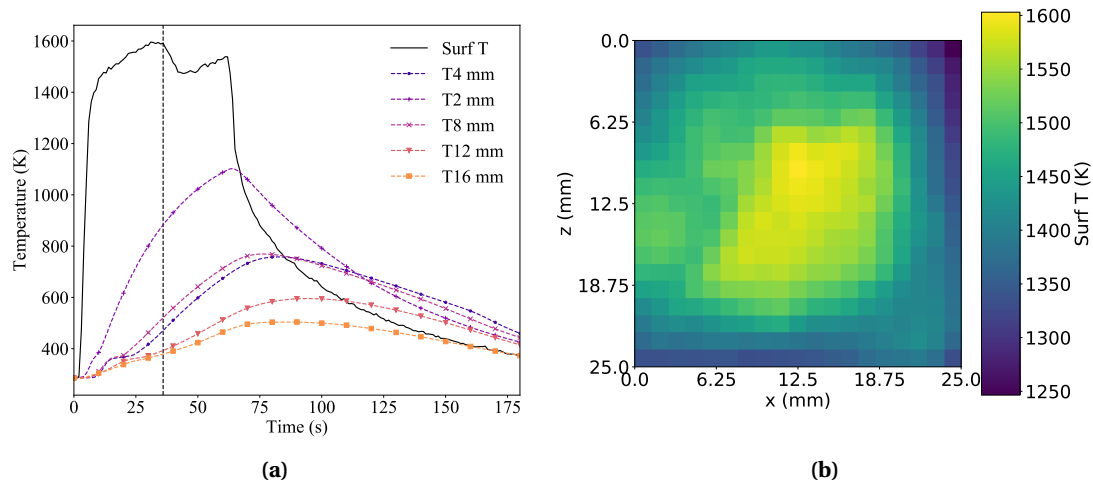 1600
1400
1200
1000
800
600
400
Temperature (K)
0 25 50 75 100 125 150 175
Time (s)
Surf T
T4 mm
T2 mm
T8 mm
T12 mm
T16 mm
(a)
0.0
6.25
12.5
18.75
25.0
z (mm)
0.0 6.25 12.5 18.75 25.0
x (mm)
1600
1550
1500
1450
1400
1350
1300
1250
Surf T (K)
(b)